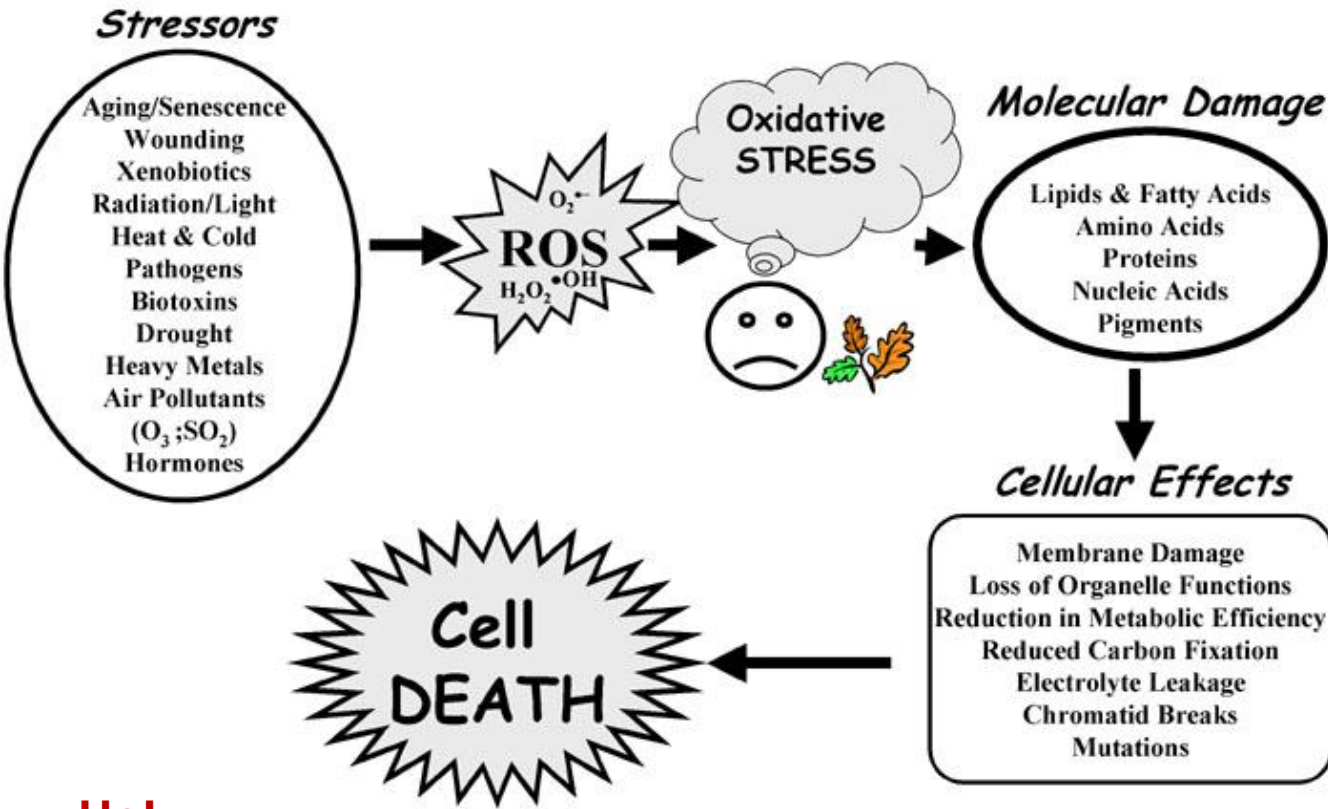 Stressors
Aging/Senescence
Wounding
Xenobiotics
Radiation/Light
Heat & Cold
Pathogens
Biotoxins
Drought
Heavy Metals
Air Pollutants
(O₃ ;SO₂)
Hormones
O₂•−
ROS
H₂O₂ •OH
Oxidative
STRESS
Molecular Damage
Lipids & Fatty Acids
Amino Acids
Proteins
Nucleic Acids
Pigments
Cellular Effects
Membrane Damage
Loss of Organelle Functions
Reduction in Metabolic Efficiency
Reduced Carbon Fixation
Electrolyte Leakage
Chromatid Breaks
Mutations
Cell
DEATH